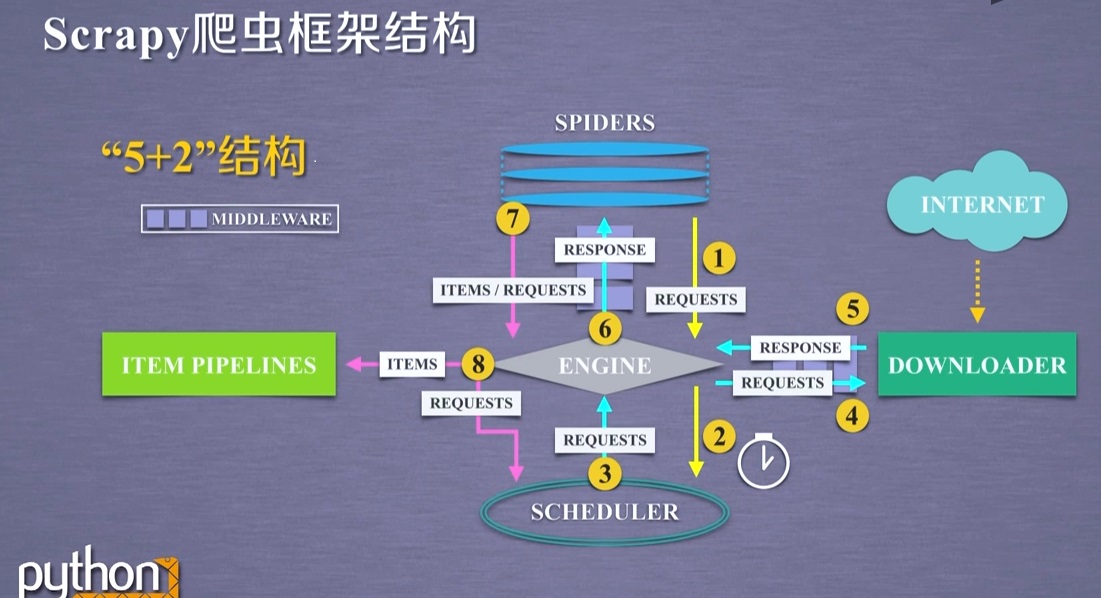 Scrapy爬虫框架结构
“5+2”结构
MIDDLEWARE
SPIDERS
INTERNET
7
RESPONSE
1
ITEMS / REQUESTS
REQUESTS
6
5
ITEM PIPELINES
ITEMS
8
ENGINE
RESPONSE
DOWNLOADER
REQUESTS
REQUESTS
4
REQUESTS
2
3
SCHEDULER
python